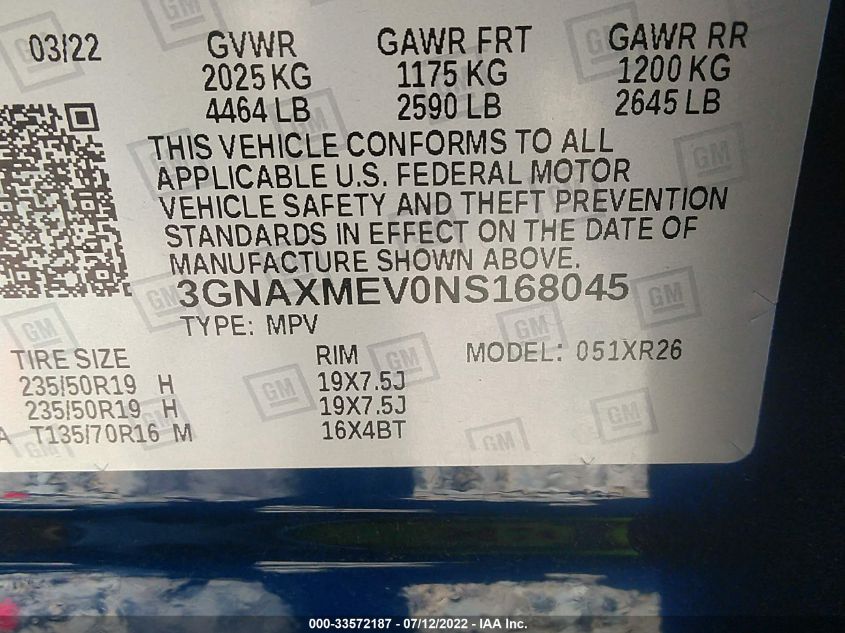 03/22 GVWR GAWR FRT GAWR RR
2025 KG 1175 KG 1200 KG
4464 LB 2590 LB 2645 LB
THIS VEHICLE CONFORMS TO ALL
APPLICABLE U.S. FEDERAL MOTOR
VEHICLE SAFETY AND THEFT PREVENTION
STANDARDS IN EFFECT ON THE DATE OF
MANUFACTURE SHOWN ABOVE.
3GNAXMEV0NS168045
TYPE: MPV
TIRE SIZE RIM MODEL: 051XR26
235/50R19 H 19X7.5J
235/50R19 H 19X7.5J
A T135/70R16 M 16X4BT
GM
000-33572187 - 07/12/2022 - IAA Inc.